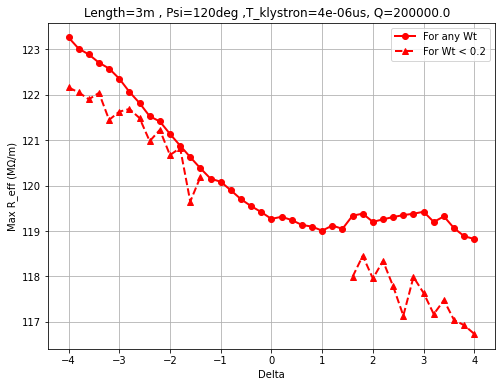 Length=3m , Psi=120deg ,T_klystron=4e-06us, Q=200000.0
For any Wt
For Wt < 0.2
Max R_eff (MΩ/m)
123
122
121
120
119
118
117
−4 −3 −2 −1 0 1 2 3 4
Delta